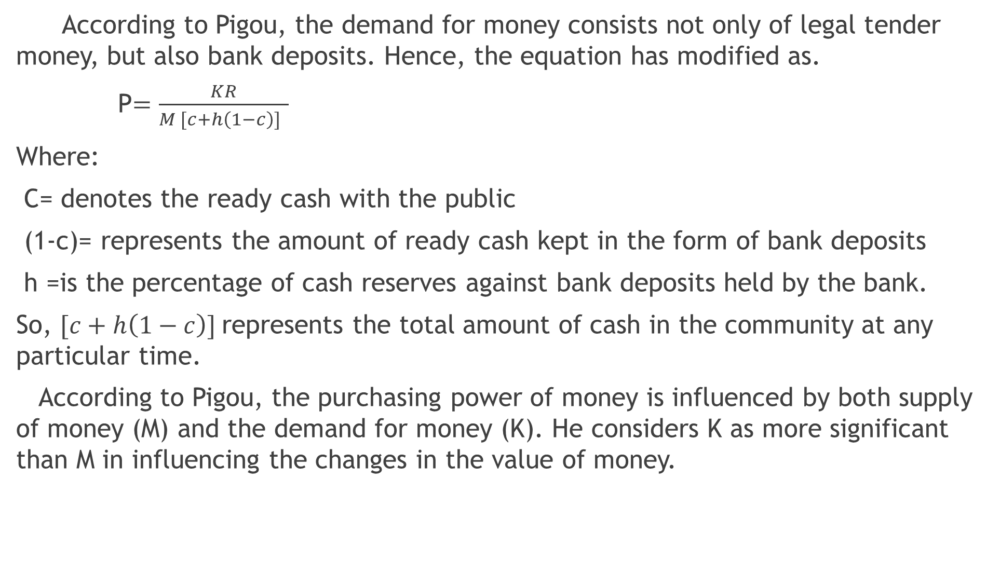 According to Pigou, the demand for money consists not only of legal tender
money, but also bank deposits. Hence, the equation has modified as.
P= KR / M [c+h(1−c)]
Where:
C= denotes the ready cash with the public
(1-c)= represents the amount of ready cash kept in the form of bank deposits
h =is the percentage of cash reserves against bank deposits held by the bank.
So, [c + h(1 − c)] represents the total amount of cash in the community at any
particular time.
According to Pigou, the purchasing power of money is influenced by both supply
of money (M) and the demand for money (K). He considers K as more significant
than M in influencing the changes in the value of money.